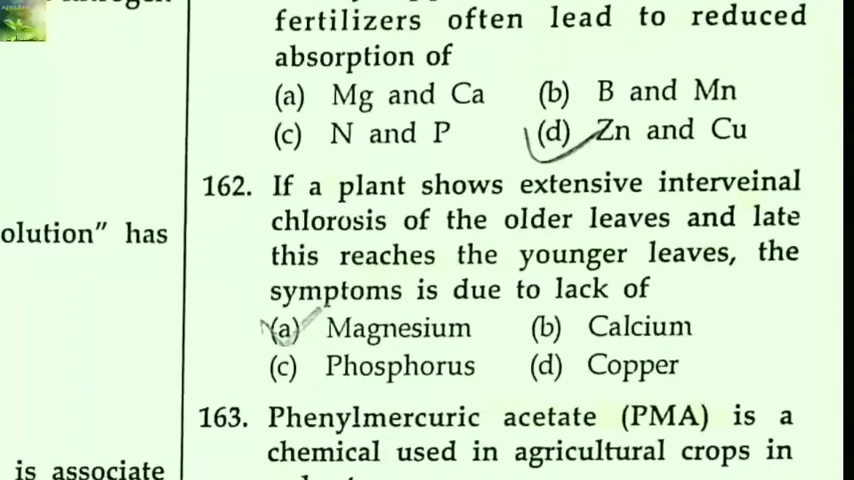 Agriculture
olution" has
is associate
fertilizers often lead to reduced
absorption of
(a) Mg and Ca (b) B and Mn
(c) N and P (d) Zn and Cu
162. If a plant shows extensive interveinal
chlorosis of the older leaves and late
this reaches the younger leaves, the
symptoms is due to lack of
(a) Magnesium (b) Calcium
(c) Phosphorus (d) Copper
163. Phenylmercuric acetate (PMA) is a
chemical used in agricultural crops in